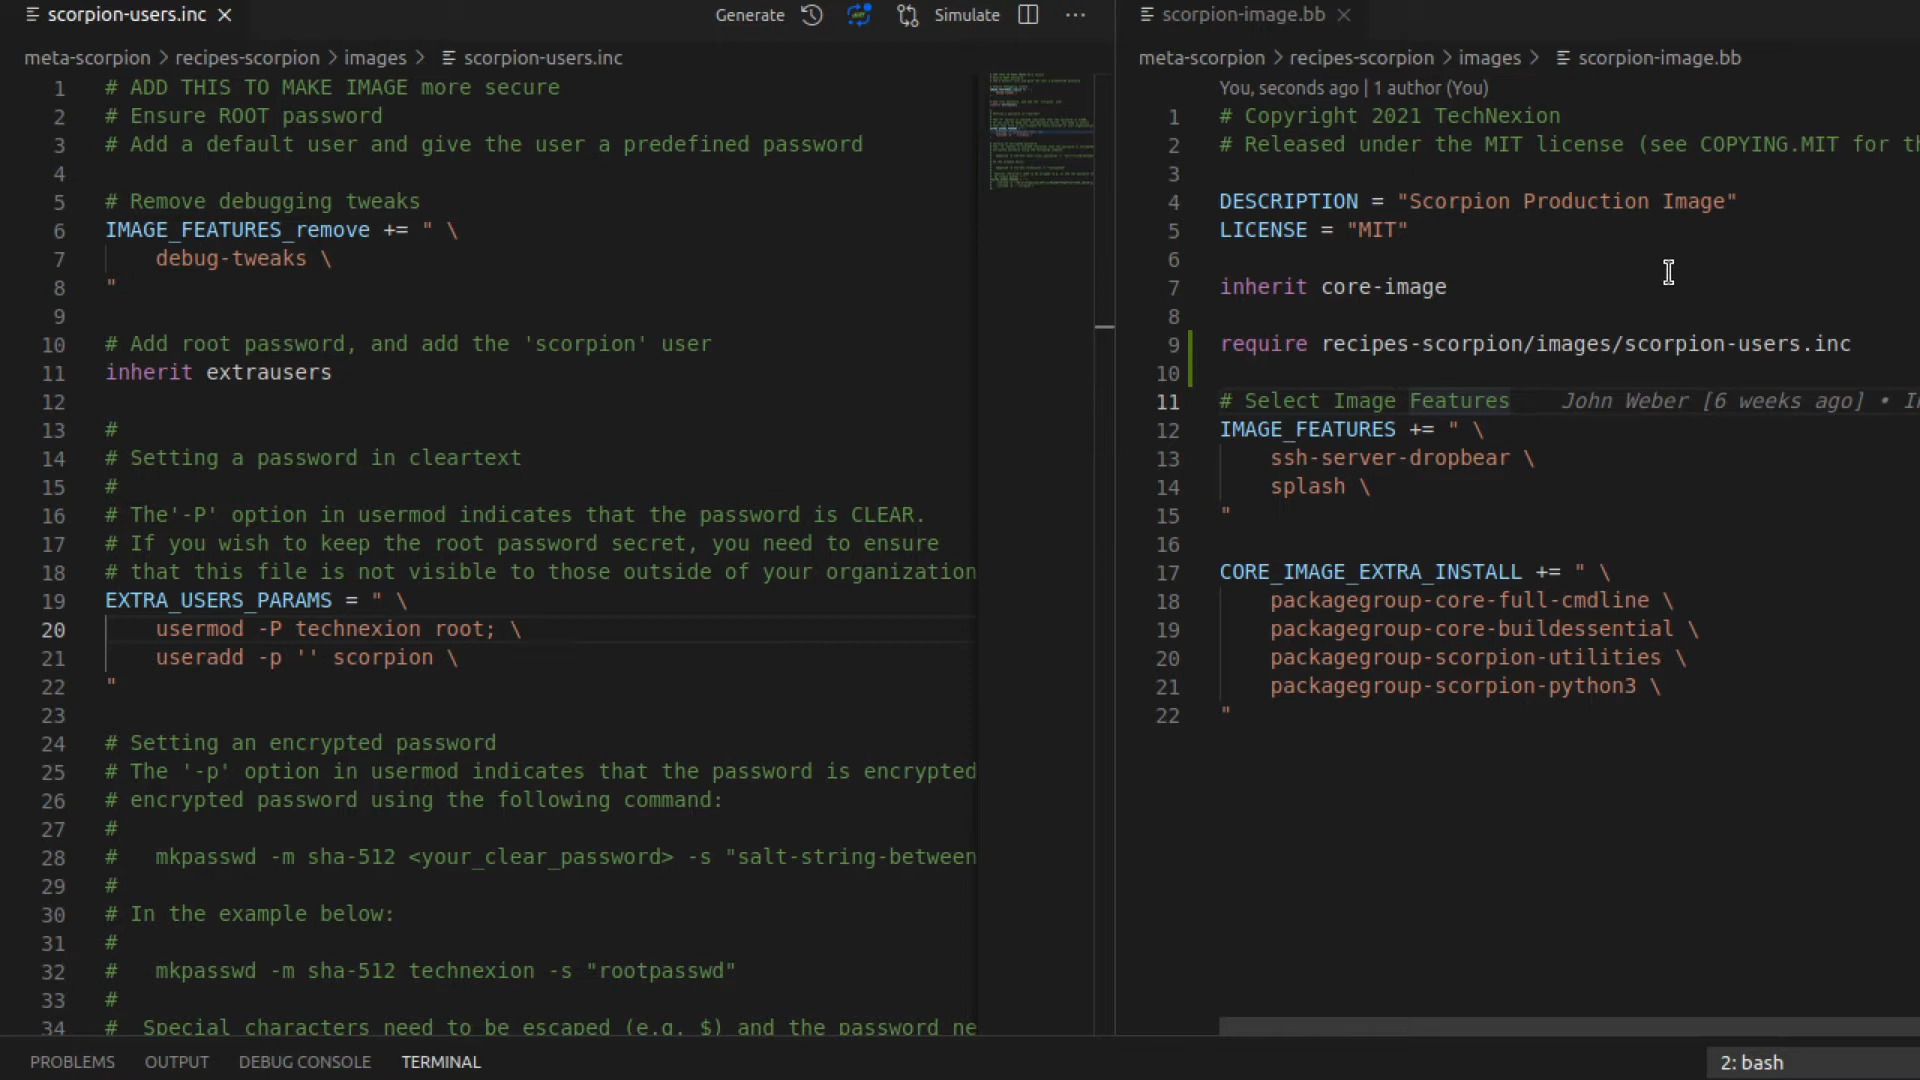 scorpion-users.inc
Generate
Simulate
meta-scorpion > recipes-scorpion > images > scorpion-users.inc
1 # ADD THIS TO MAKE IMAGE more secure
2 # Ensure ROOT password
3 # Add a default user and give the user a predefined password
4
5 # Remove debugging tweaks
6 IMAGE_FEATURES_remove += " \
7 debug-tweaks \
8 "
9
10 # Add root password, and add the 'scorpion' user
11 inherit extrausers
12
13 #
14 # Setting a password in cleartext
15 #
16 # The'-P' option in usermod indicates that the password is CLEAR.
17 # If you wish to keep the root password secret, you need to ensure
18 # that this file is not visible to those outside of your organization
19 EXTRA_USERS_PARAMS = " \
20 usermod -P technexion root; \
21 useradd -p '' scorpion \
22 "
23
24 # Setting an encrypted password
25 # The '-p' option in usermod indicates that the password is encrypted
26 # encrypted password using the following command:
27 #
28 # mkpasswd -m sha-512 <your_clear_password> -s "salt-string-between
29 #
30 # In the example below:
31 #
32 # mkpasswd -m sha-512 technexion -s "rootpasswd"
33 #
34 # Special characters need to be escaped (e.g. $) and the password ne
scorpion-image.bb
meta-scorpion > recipes-scorpion > images > scorpion-image.bb
You, seconds ago | 1 author (You)
1 # Copyright 2021 TechNexion
2 # Released under the MIT license (see COPYING.MIT for th
3
4 DESCRIPTION = "Scorpion Production Image"
5 LICENSE = "MIT"
6
7 inherit core-image
8
9 require recipes-scorpion/images/scorpion-users.inc
10
11 # Select Image Features John Weber [6 weeks ago] •
12 IMAGE_FEATURES += " \
13 ssh-server-dropbear \
14 splash \
15 "
16
17 CORE_IMAGE_EXTRA_INSTALL += " \
18 packagegroup-core-full-cmdline \
19 packagegroup-core-buildessential \
20 packagegroup-scorpion-utilities \
21 packagegroup-scorpion-python3 \
22 "
PROBLEMS OUTPUT DEBUG CONSOLE TERMINAL
2: bash